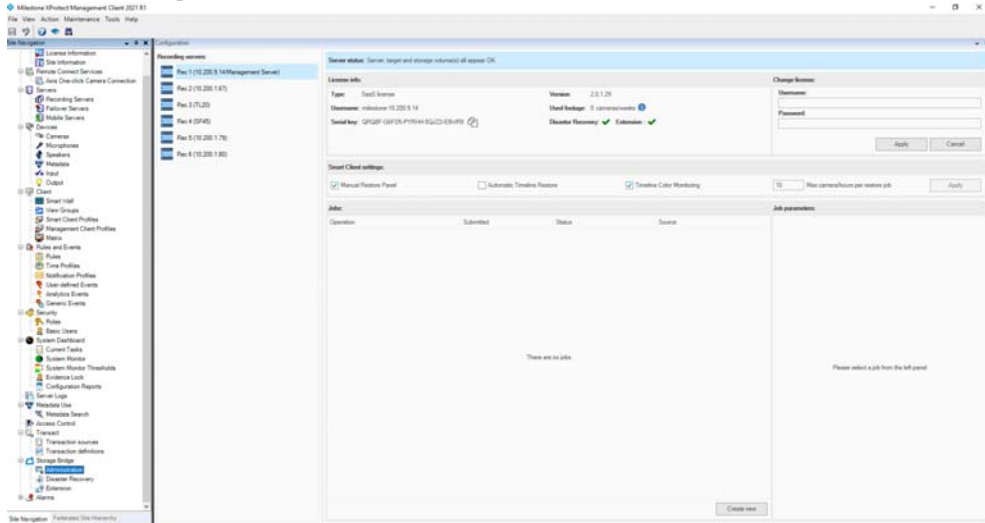 Milestone XProtect Management Client 2021 R1
File View Action Maintenance Tools Help
Site Navigation
License Information
Site Information
Remote Connect Services
Axis One-click Camera Connection
Servers
Recording Servers
Failover Servers
Mobile Servers
Devices
Cameras
Microphones
Speakers
Metadata
Input
Output
Client
Smart Wall
View Groups
Smart Client Profiles
Management Client Profiles
Matrix
Rules and Events
Rules
Time Profiles
Notification Profiles
User-defined Events
Analytics Events
Generic Events
Security
Roles
Basic Users
System Dashboard
Current Tasks
System Monitor
System Monitor Thresholds
Evidence Lock
Configuration Reports
Server Logs
Metadata Use
Metadata Search
Access Control
Transact
Transaction sources
Transaction definitions
Storage Bridge
Administration
Disaster Recovery
Extension
Alarms
Site Navigation Federated Site Hierarchy
Configuration
Recording servers:
Rec 1 (10.200.9.14/Management Server)
Rec 2 (10.200.1.67)
Rec 3 (TL20)
Rec 4 (SF45)
Rec 5 (10.200.1.79)
Rec 6 (10.200.1.80)
Server status: Server, target and storage volume(s) all appear OK.
License info:
Type: SaaS license
Version: 2.0.1.29
Username: milestone 10.200.9.14
Used footage: 0 cameras/weeks
Serial key:
Disaster Recovery: ✔ Extension: ✔
Change license:
Username:
Password:
Apply Cancel
Smart Client settings:
Manual Restore Panel Automatic Timeline Restore Timeline Color Monitoring 10 Max camera/hours per restore job Apply
Jobs:
Operation Submitted Status Source
There are no jobs
Create new
Job parameters:
Please select a job from the left panel